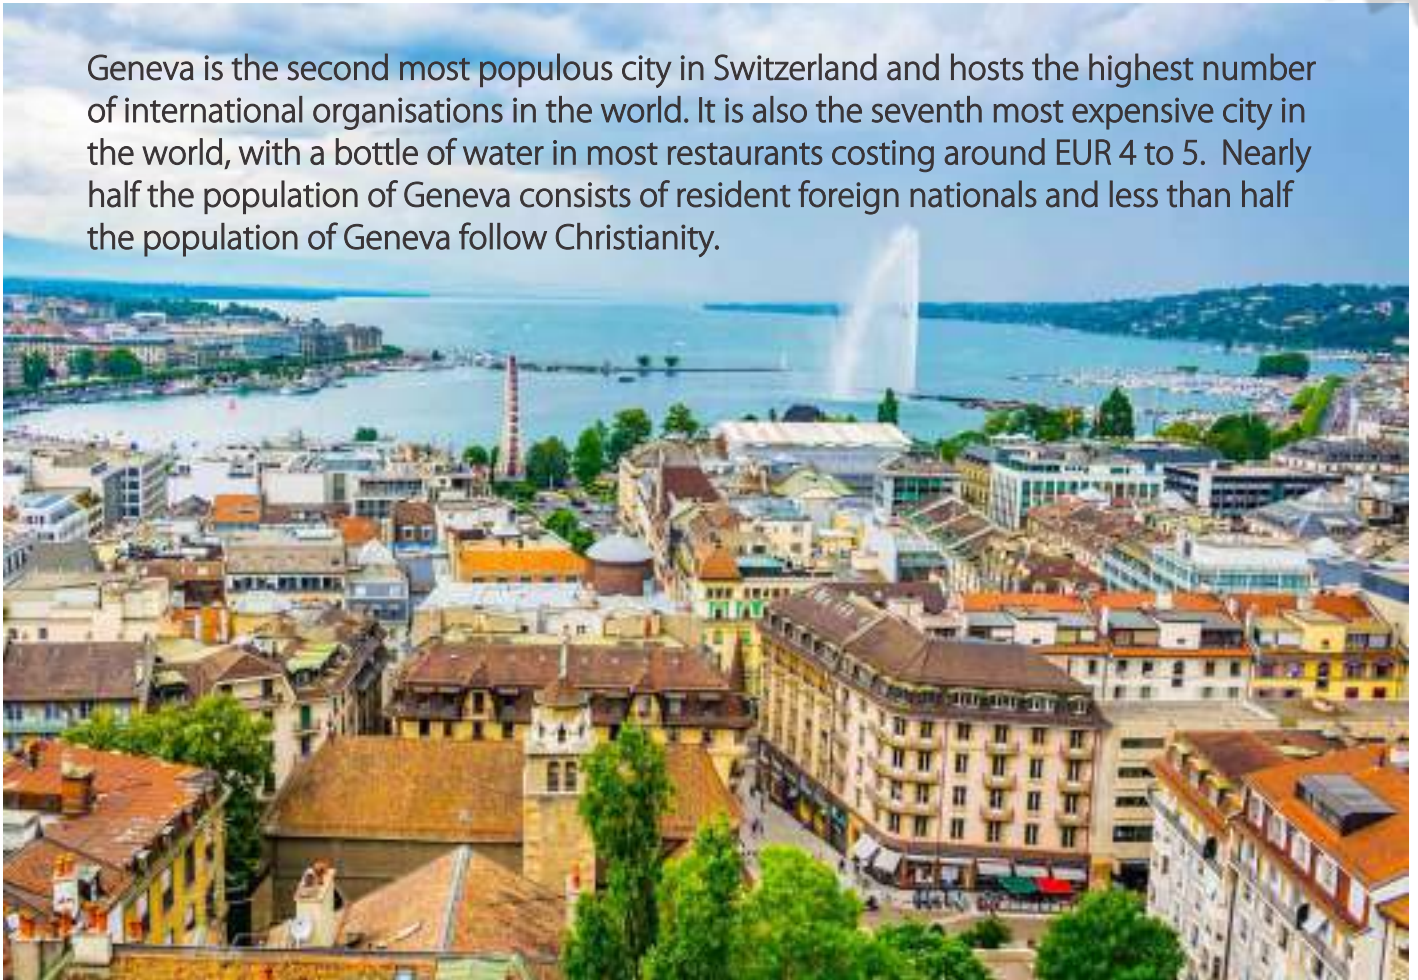 Geneva is the second most populous city in Switzerland and hosts the highest number
of international organisations in the world. It is also the seventh most expensive city in
the world, with a bottle of water in most restaurants costing around EUR 4 to 5.  Nearly
half the population of Geneva consists of resident foreign nationals and less than half
the population of Geneva follow Christianity.